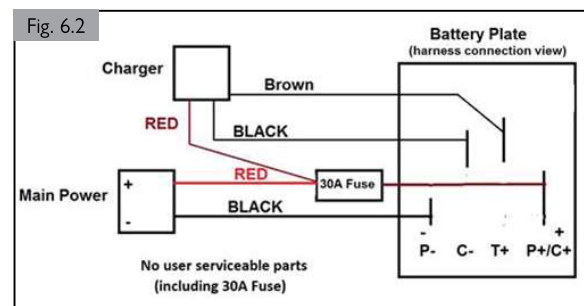 Fig. 6.2
Battery Plate
(harness connection view)
Charger
Brown
RED
BLACK
RED
30A Fuse
Main Power
+
-
BLACK
- +
P- C- T+ P+/C+
No user serviceable parts
(including 30A Fuse)